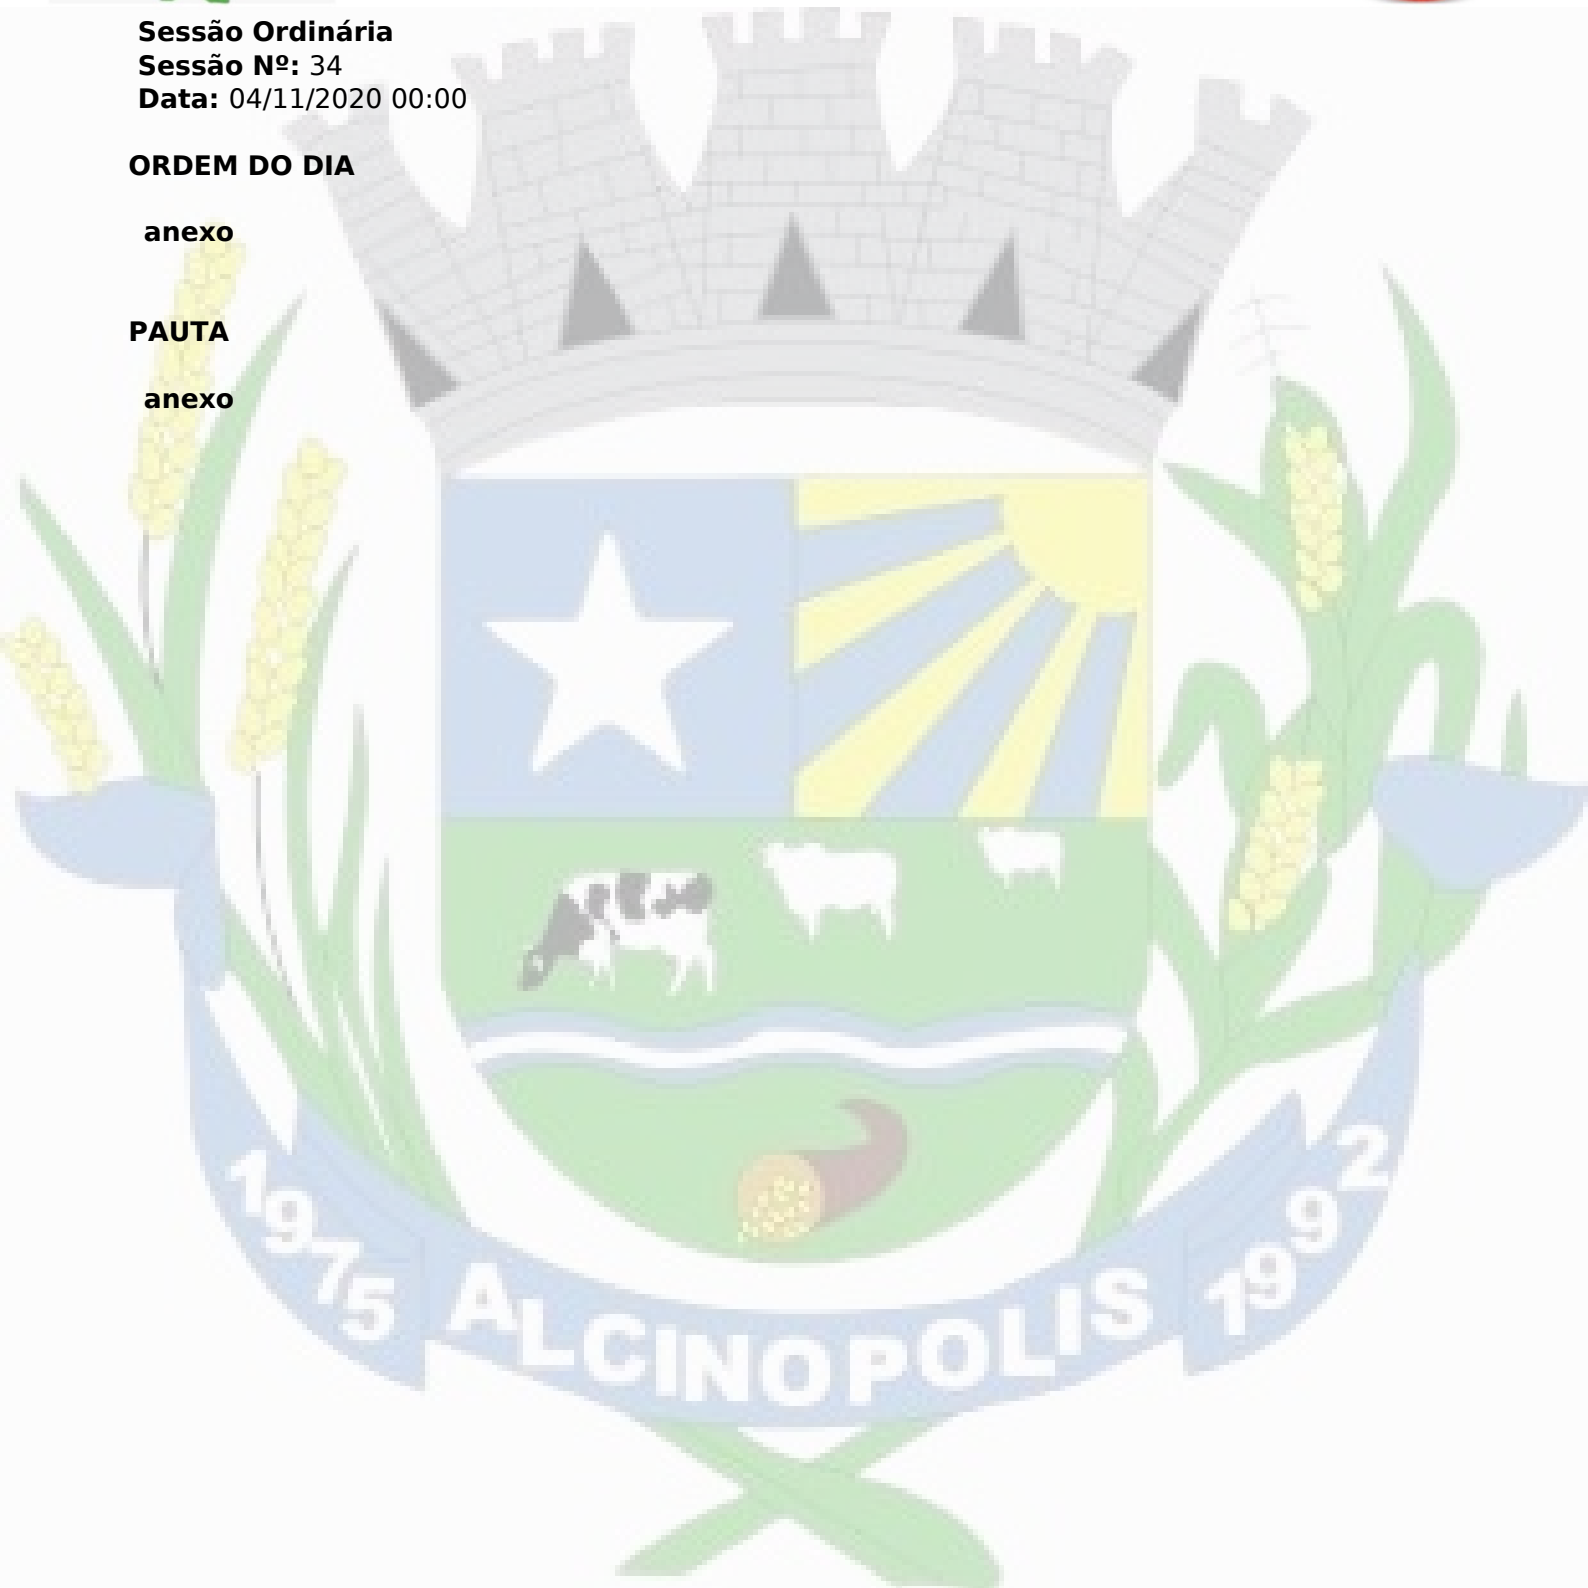 Sessão Ordinária
Sessão Nº: 34
Data: 04/11/2020 00:00
ORDEM DO DIA
anexo
PAUTA
anexo
1975 ALCINOPOLIS 1992